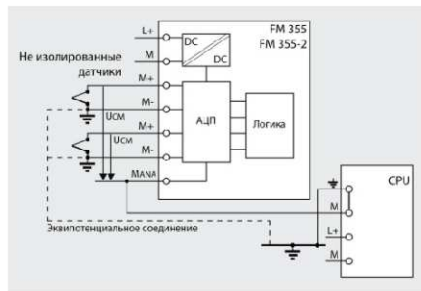 FM 355
FM 355-2
L+
DC
DC
M
Не изолированные
датчики
M+
M-
UCM
M+
UCM
M-
MANA
АЦП
Логика
CPU
M
L+
M
Эквипотенциальное соединение